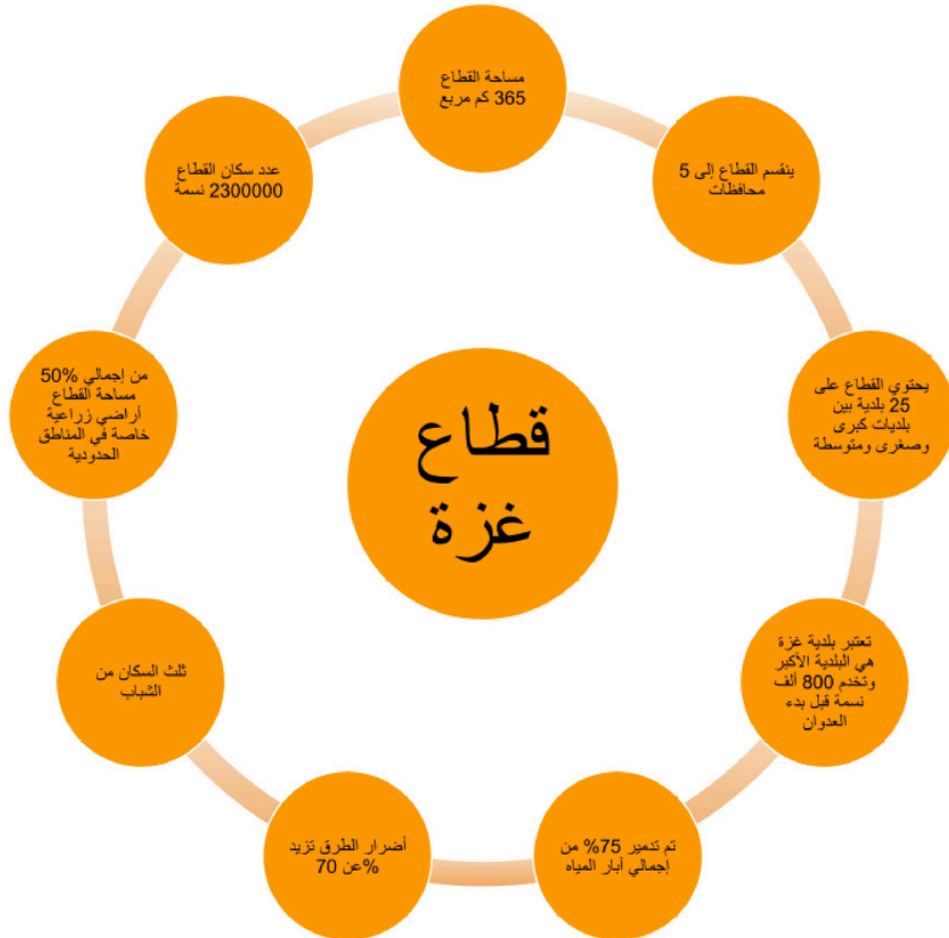 مساحة القطاع
365 كم مربع
ينقسم القطاع إلى 5
محافظات
يحتوي القطاع على
25 بلدية بين
بلديات كبرى
وصغرى ومتوسطة
تعتبر بلدية غزة
هي البلدية الأكبر
وتخدم 800 ألف
نسمة قبل بدء
العدوان
تم تدمير 75% من
إجمالي آبار المياه
أضرار الطرق تزيد
%عن 70
ثلث السكان من
الشباب
50% من إجمالي
مساحة القطاع
أراضي زراعية
خاصة في المناطق
الحدودية
عدد سكان القطاع
2300000 نسمة
قطاع
غزة